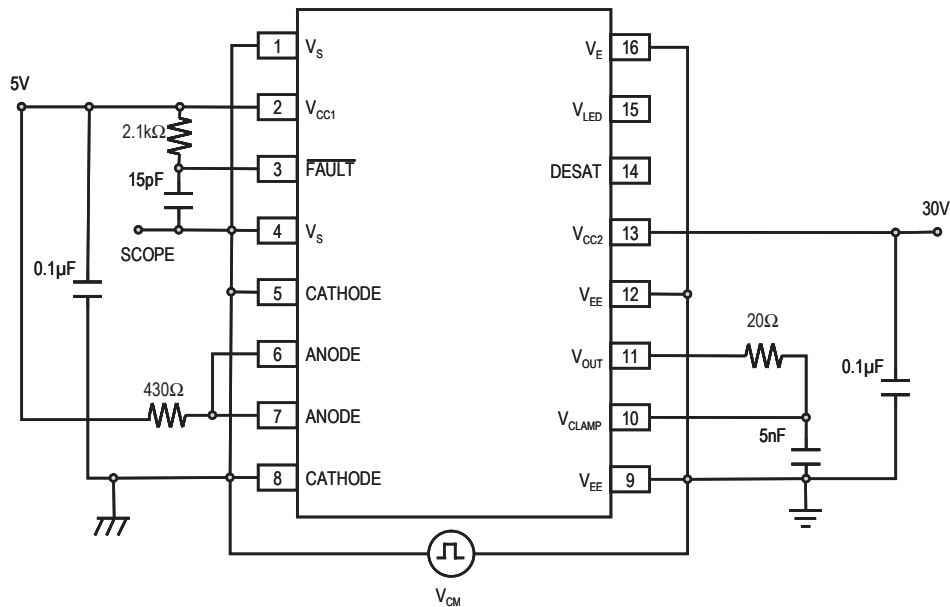 1 V_S
V_E 16
5V
2 V_CC1
V_LED 15
2.1kΩ
3 FAULT
DESAT 14
15pF
30V
4 V_S
V_CC2 13
SCOPE
0.1µF
5 CATHODE
V_EE 12
20Ω
6 ANODE
V_OUT 11
0.1µF
430Ω
7 ANODE
V_CLAMP 10
5nF
8 CATHODE
V_EE 9
V_CM